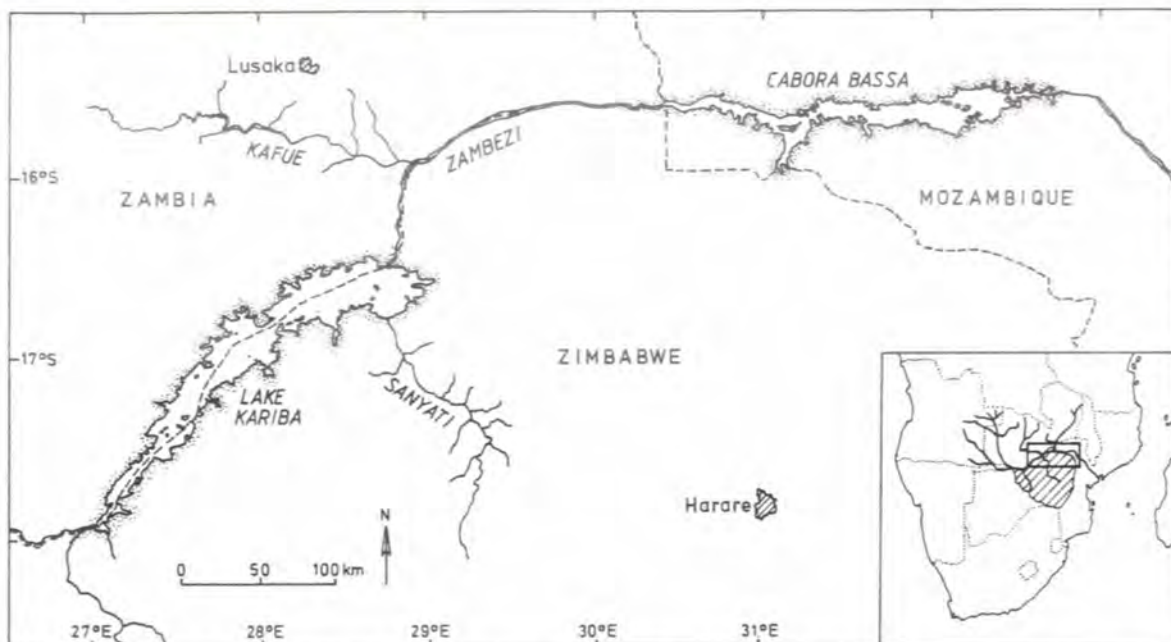 Lusaka
CABORA BASSA
KAFUE
ZAMBEZI
16°S
ZAMBIA
MOZAMBIQUE
17°S
ZIMBABWE
LAKE
KARIBA
SANYATI
Harare
N
0 50 100 km
27°E 28°E 29°E 30°E 31°E